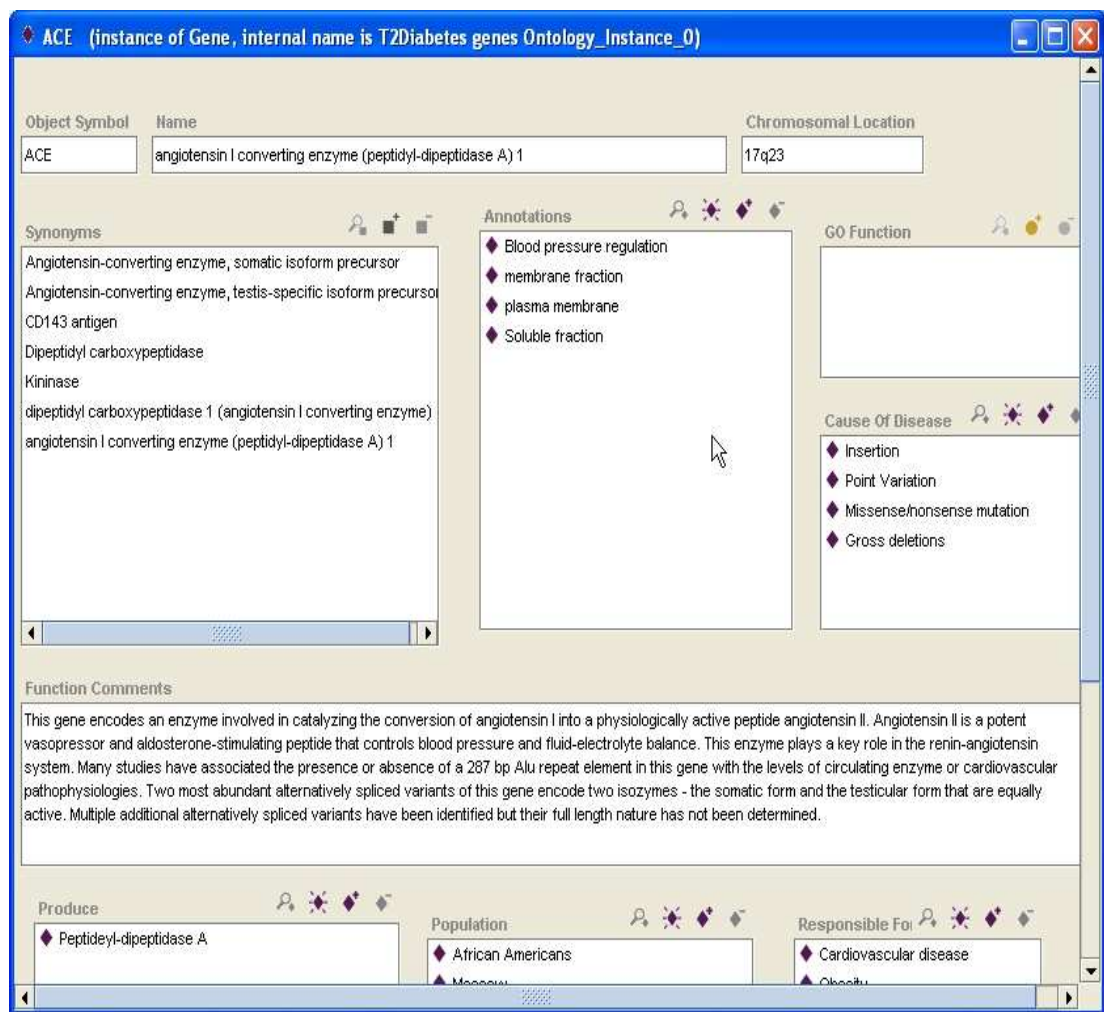 ACE (instance of Gene, internal name is T2Diabetes genes Ontology_Instance_0)
Object Symbol
Name
Chromosomal Location
ACE
angiotensin I converting enzyme (peptidyl-dipeptidase A) 1
17q23
Synonyms
Angiotensin-converting enzyme, somatic isoform precursor
Angiotensin-converting enzyme, testis-specific isoform precursor
CD143 antigen
Dipeptidyl carboxypeptidase
Kininase
dipeptidyl carboxypeptidase 1 (angiotensin I converting enzyme)
angiotensin I converting enzyme (peptidyl-dipeptidase A) 1
Annotations
Blood pressure regulation
membrane fraction
plasma membrane
Soluble fraction
GO Function
Cause Of Disease
Insertion
Point Variation
Missense/nonsense mutation
Gross deletions
Function Comments
This gene encodes an enzyme involved in catalyzing the conversion of angiotensin I into a physiologically active peptide angiotensin II. Angiotensin II is a potent
vasopressor and aldosterone-stimulating peptide that controls blood pressure and fluid-electrolyte balance. This enzyme plays a key role in the renin-angiotensin
system. Many studies have associated the presence or absence of a 287 bp Alu repeat element in this gene with the levels of circulating enzyme or cardiovascular
pathophysiologies. Two most abundant alternatively spliced variants of this gene encode two isozymes - the somatic form and the testicular form that are equally
active. Multiple additional alternatively spliced variants have been identified but their full length nature has not been determined.
Produce
Peptideyl-dipeptidase A
Population
African Americans
Responsible For
Cardiovascular disease
Obesity